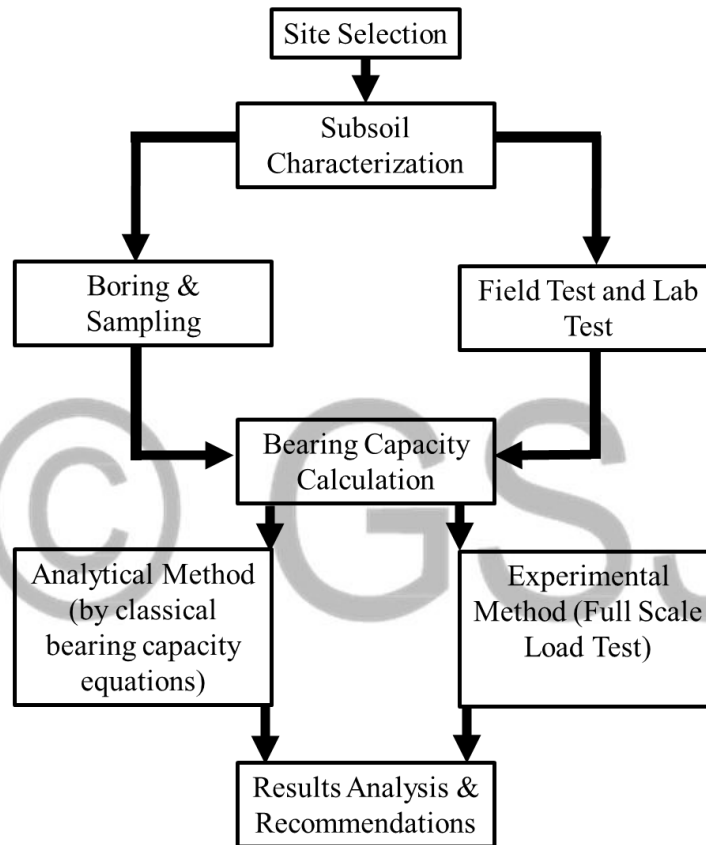 Site Selection
Subsoil
Characterization
Boring &
Sampling
Field Test and Lab
Test
Bearing Capacity
Calculation
Analytical Method
(by classical
bearing capacity
equations)
Experimental
Method (Full Scale
Load Test)
Results Analysis &
Recommendations
© GSJ